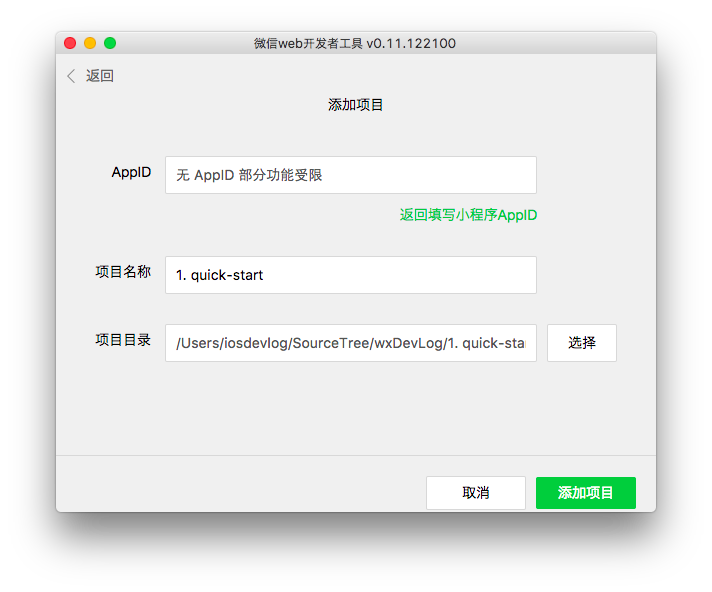 微信web开发者工具 v0.11.122100
返回
添加项目
AppID
无 AppID 部分功能受限
返回填写小程序AppID
项目名称
1. quick-start
项目目录
/Users/iosdevlog/SourceTree/wxDevLog/1. quick-sta
选择
取消
添加项目